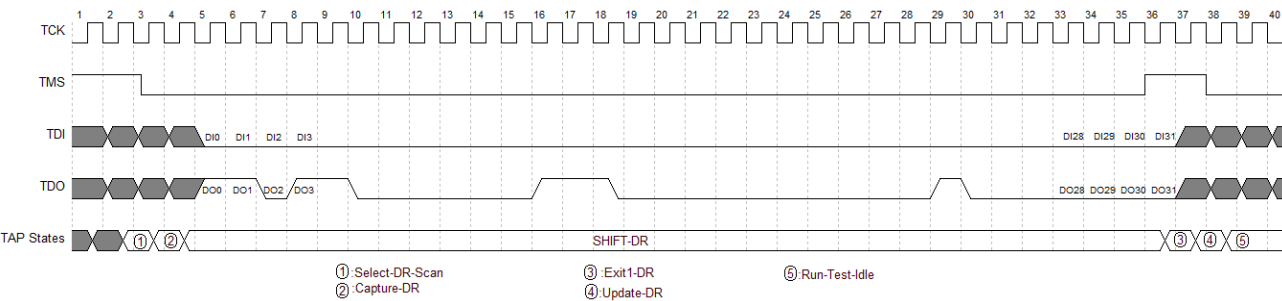 1 2 3 4 5 6 7 8 9 10 11 12 13 14 15 16 17 18 19 20 21 22 23 24 25 26 27 28 29 30 31 32 33 34 35 36 37 38 39 40
TCK
TMS
TDI DI0 DI1 DI2 DI3 DI28 DI29 DI30 DI31
TDO DO0 DO1 DO2 DO3 DO28 DO29 DO30 DO31
TAP States ① ② SHIFT-DR ③ ④ ⑤
①:Select-DR-Scan ③:Exit1-DR ⑤:Run-Test-Idle
②:Capture-DR ④:Update-DR